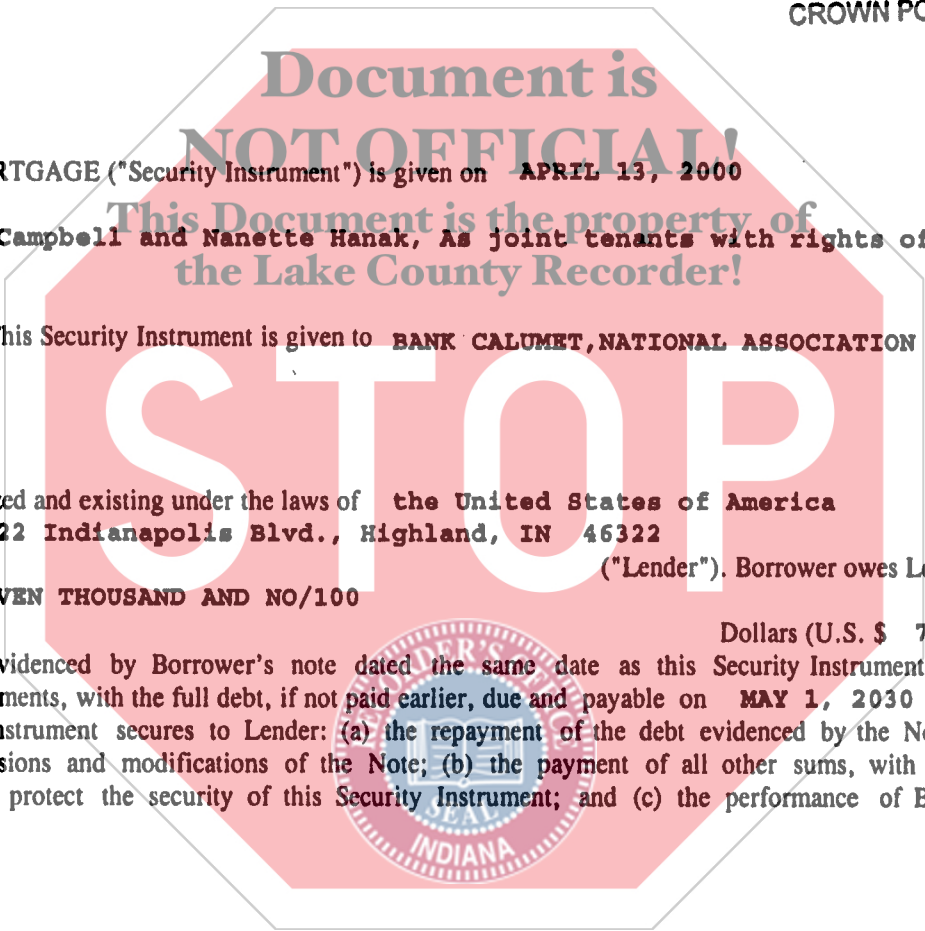 CROWN PO
Document is
NOT OFFICIAL!
RTGAGE ("Security Instrument") is given on APRIL 13, 2000
This Document is the property of
Campbell and Nanette Hanak, As joint tenants with rights of
the Lake County Recorder!
his Security Instrument is given to BANK CALUMET, NATIONAL ASSOCIATION
STOP
ed and existing under the laws of the United States of America
22 Indianapolis Blvd., Highland, IN 46322
("Lender"). Borrower owes Le
VEN THOUSAND AND NO/100
Dollars (U.S. $ 7
videnced by Borrower's note dated the same date as this Security Instrument
ments, with the full debt, if not paid earlier, due and payable on MAY 1, 2030
nstrument secures to Lender: (a) the repayment of the debt evidenced by the No
sions and modifications of the Note; (b) the payment of all other sums, with
protect the security of this Security Instrument; and (c) the performance of B
RECORDER'S OFFICE
SEAL
INDIANA